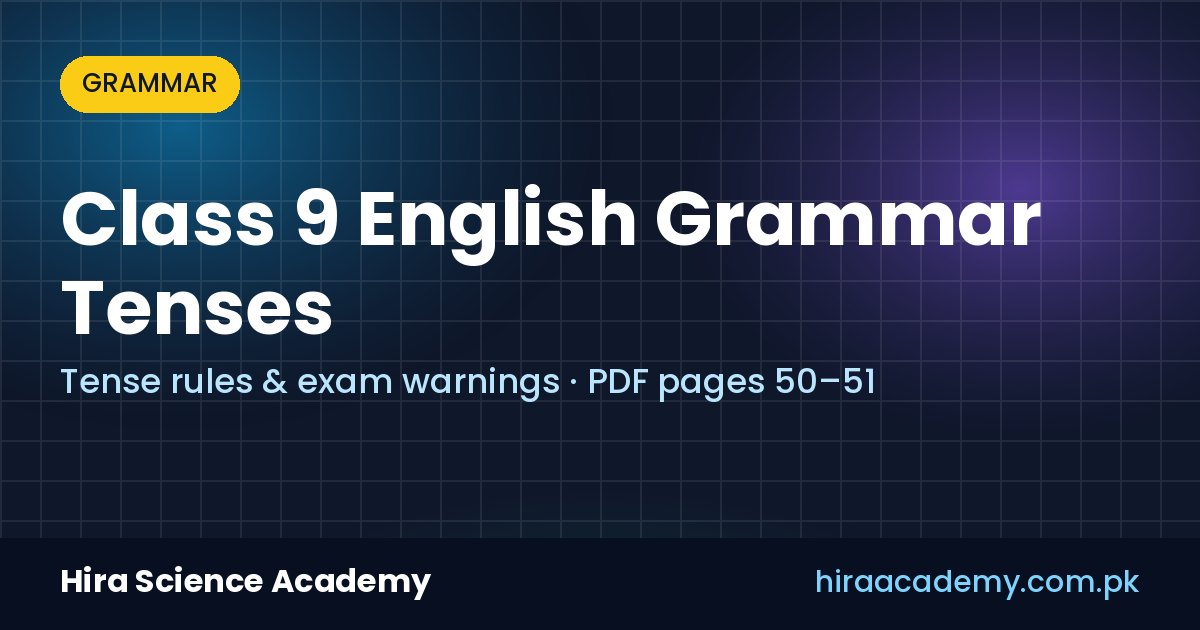 GRAMMAR
Class 9 English Grammar
Tenses
Tense rules & exam warnings · PDF pages 50–51
Hira Science Academy
hiraacademy.com.pk